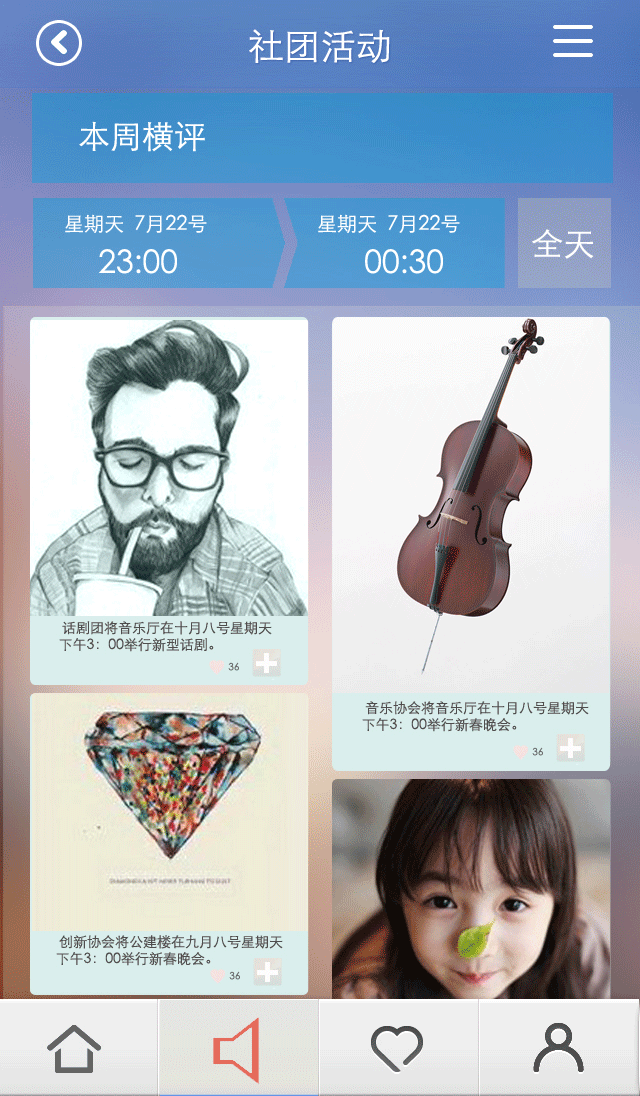 社团活动
本周横评
星期天 7月22号
23:00
星期天 7月22号
00:30
全天
话剧团将音乐厅在十月八号星期天
下午3：00举行新型话剧。
36
音乐协会将音乐厅在十月八号星期天
下午3：00举行新春晚会。
36
创新协会将公建楼在九月八号星期天
下午3：00举行新春晚会。
36